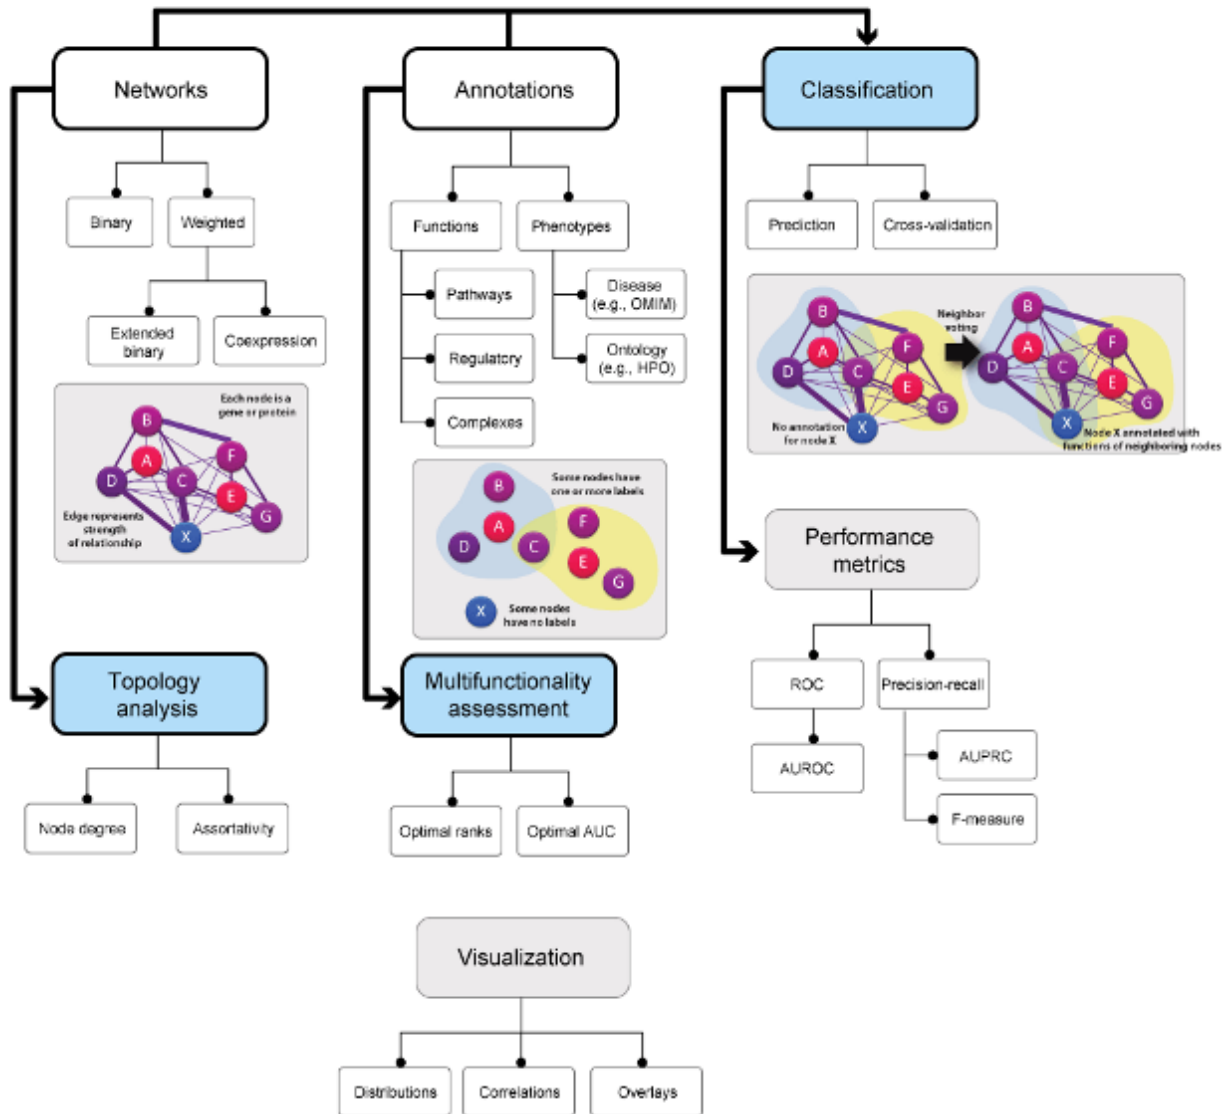 Networks
Annotations
Classification
Binary
Weighted
Functions
Phenotypes
Prediction
Cross-validation
Extended
binary
Coexpression
Pathways
Regulatory
Complexes
Disease
(e.g., OMIM)
Ontology
(e.g., HPO)
Each node is a
gene or protein
B
A
D
C
F
E
G
X
Edge represents
strength
of relationship
Some nodes have
one or more labels
B
A
D
C
F
E
G
X
Some nodes
have no labels
B
A
D
C
F
E
G
X
No annotation
for node X
Neighbor
voting
B
A
D
C
F
E
G
X
Node X annotated with
functions of neighboring nodes
Topology
analysis
Node degree
Assortativity
Multifunctionality
assessment
Optimal ranks
Optimal AUC
Performance
metrics
ROC
Precision-recall
AUROC
AUPRC
F-measure
Visualization
Distributions
Correlations
Overlays